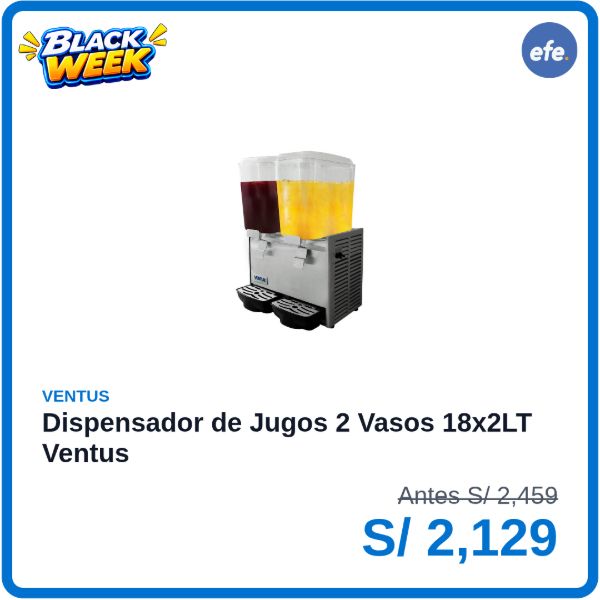 BLACK
WEEK
efe.
VENTUS
Dispensador de Jugos 2 Vasos 18x2LT
Ventus
Antes S/ 2,459
S/ 2,129